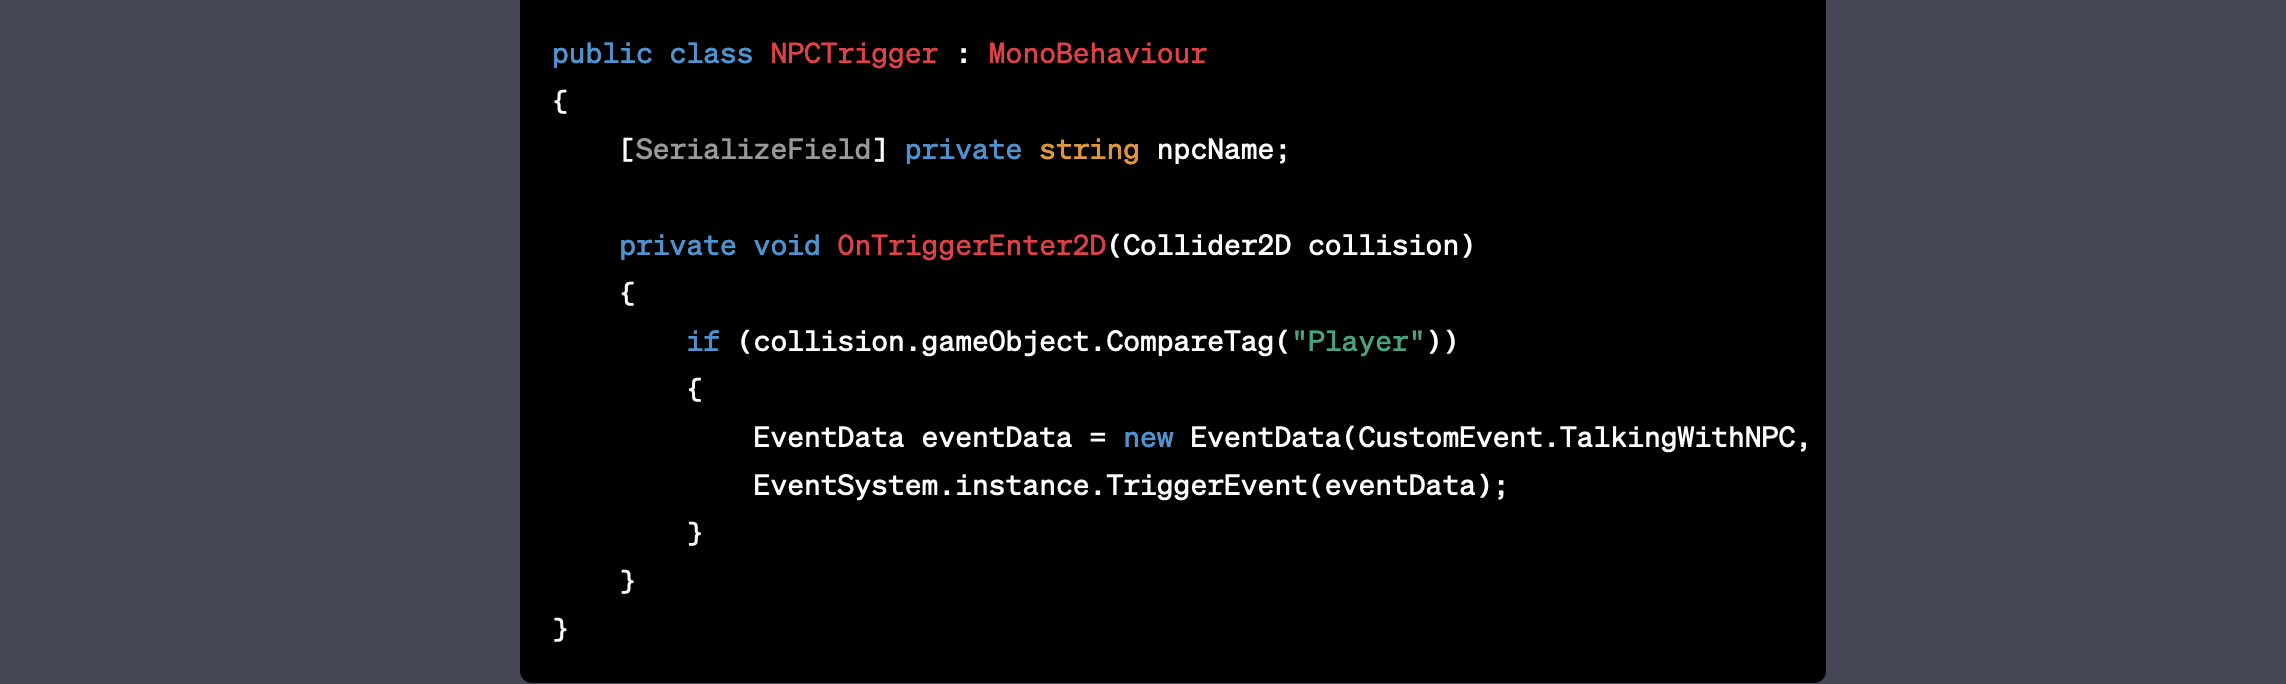 public class NPCTrigger : MonoBehaviour
{
    [SerializeField] private string npcName;

    private void OnTriggerEnter2D(Collider2D collision)
    {
        if (collision.gameObject.CompareTag("Player"))
        {
            EventData eventData = new EventData(CustomEvent.TalkingWithNPC,
            EventSystem.instance.TriggerEvent(eventData);
        }
    }
}